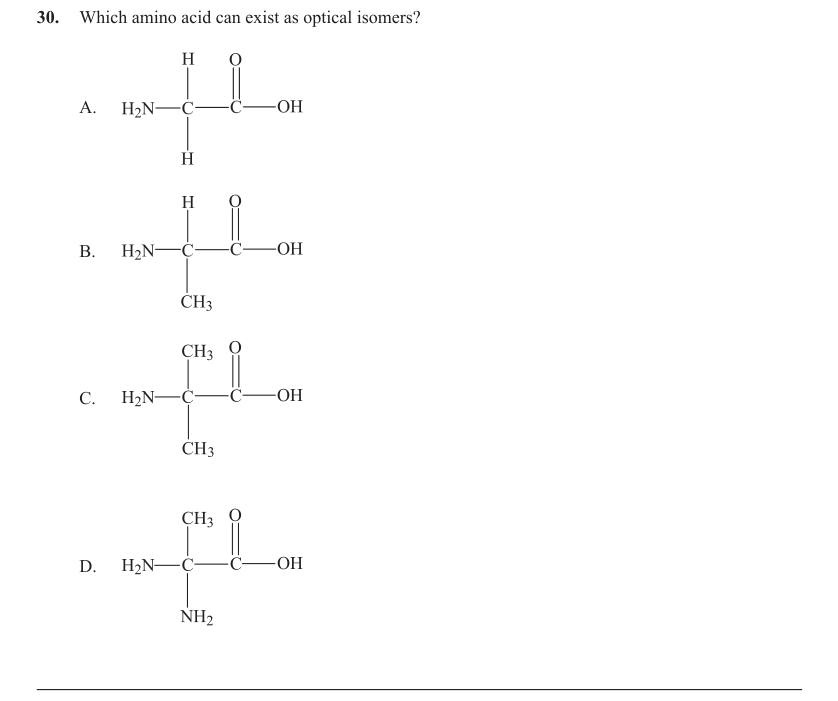 30. Which amino acid can exist as optical isomers?
H O
A. H2N—C—C—OH
H
H O
B. H2N—C—C—OH
CH3
CH3 O
C. H2N—C—C—OH
CH3
CH3 O
D. H2N—C—C—OH
NH2